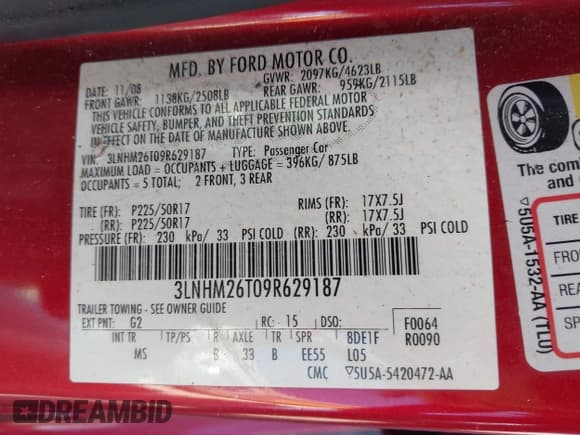 MFD. BY FORD MOTOR CO.
DATE: 11/08 GVWR: 2097KG/4623LB
FRONT GAWR: 1138KG/2508LB REAR GAWR: 959KG/2115LB
THIS VEHICLE CONFORMS TO ALL APPLICABLE FEDERAL MOTOR
VEHICLE SAFETY, BUMPER, AND THEFT PREVENTION STANDARDS
IN EFFECT ON THE DATE OF MANUFACTURE SHOWN ABOVE.
VIN: 3LNHM26T09R629187 TYPE: Passenger Car
MAXIMUM LOAD = OCCUPANTS + LUGGAGE = 396KG/ 875LB
OCCUPANTS = 5 TOTAL; 2 FRONT, 3 REAR
TIRE (FR): P225/50R17 RIMS (FR): 17X7.5J
(RR): P225/50R17 (RR): 17X7.5J
PRESSURE (FR): 230 kPa/ 33 PSI COLD (RR): 230 kPa/ 33 PSI COLD
3LNHM26T09R629187
TRAILER TOWING - SEE OWNER GUIDE
EXT PNT: G2 RC: 15 DSO: F0064
INT TR TP/PS R AXLE TR SPR 8DE1F R0090
MS B 33 B EE55 L05
CMC ▽5U5A-5420472-AA
The com
and
TIRE
FRO
REA
SP
▽5U5A-1532-AA (TLU)
DREAMBID